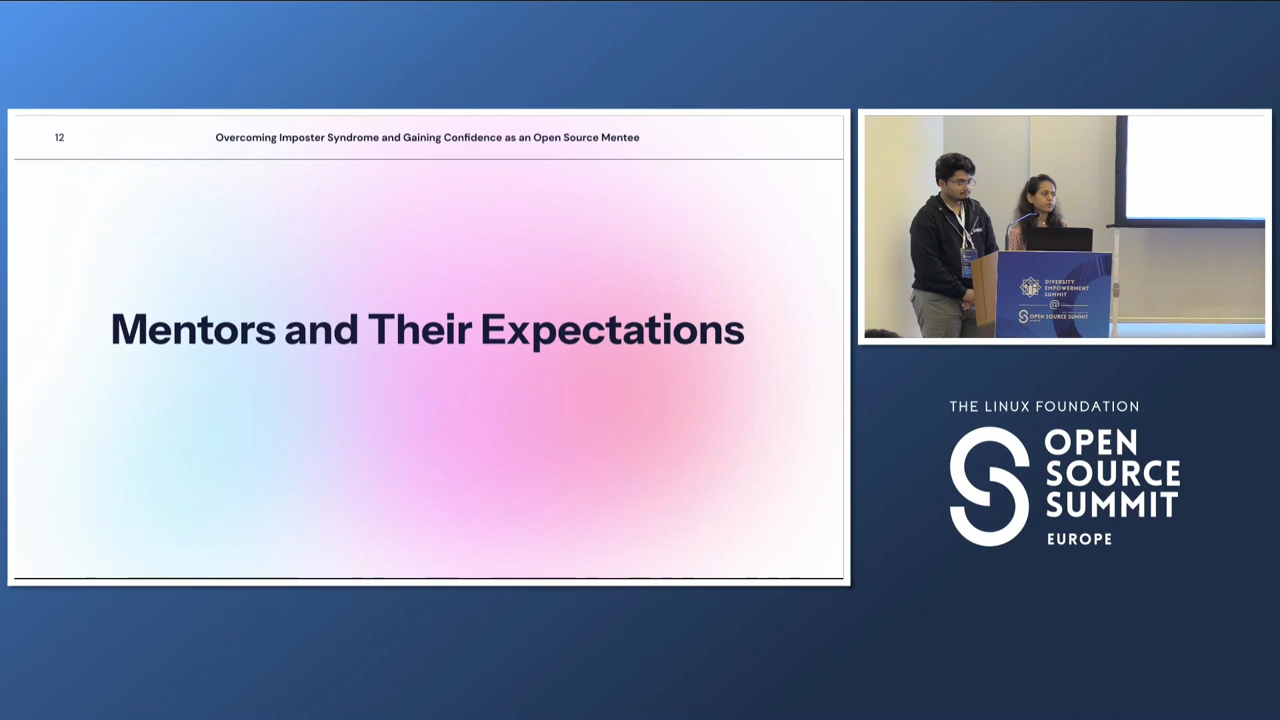 12
Overcoming Imposter Syndrome and Gaining Confidence as an Open Source Mentee
Mentors and Their Expectations
DIVERSITY
EMPOWERMENT
SUMMIT
@
OPEN SOURCE SUMMIT
THE LINUX FOUNDATION
OPEN
SOURCE
SUMMIT
EUROPE